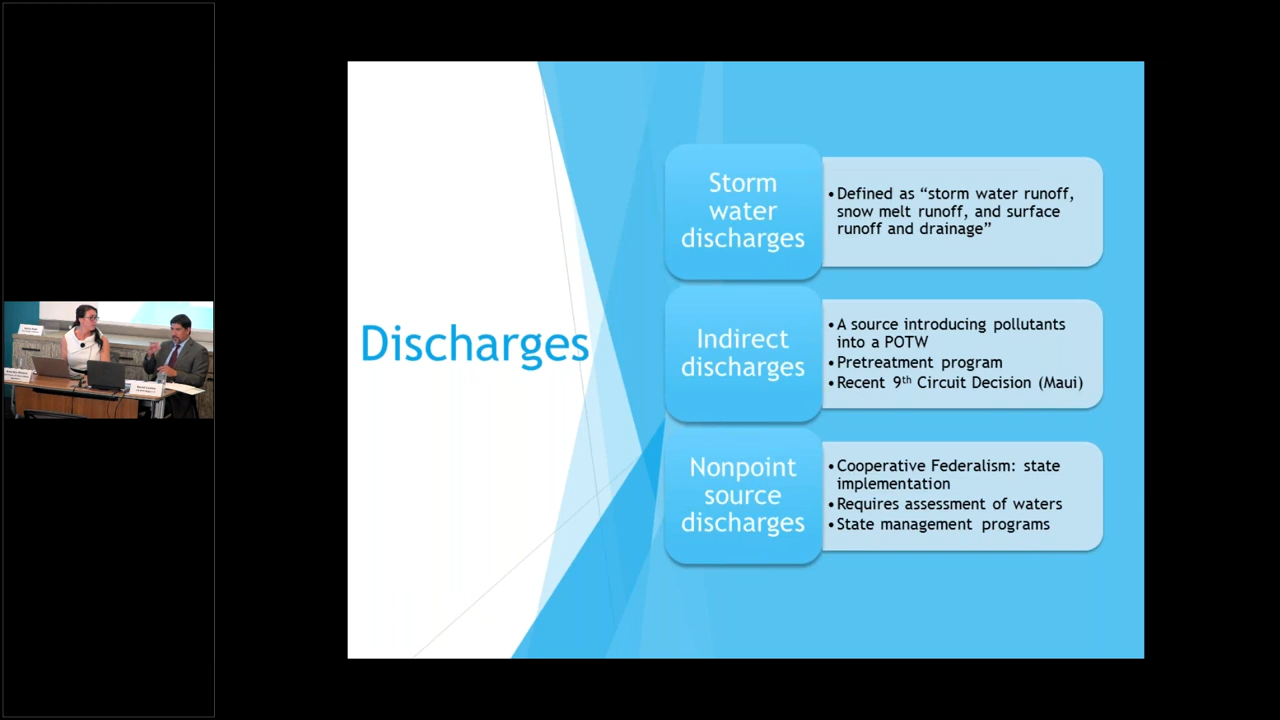 Discharges
Storm
water
discharges
•Defined as “storm water runoff,
snow melt runoff, and surface
runoff and drainage”
Indirect
discharges
•A source introducing pollutants
into a POTW
•Pretreatment program
•Recent 9th Circuit Decision (Maui)
Nonpoint
source
discharges
•Cooperative Federalism: state
implementation
•Requires assessment of waters
•State management programs